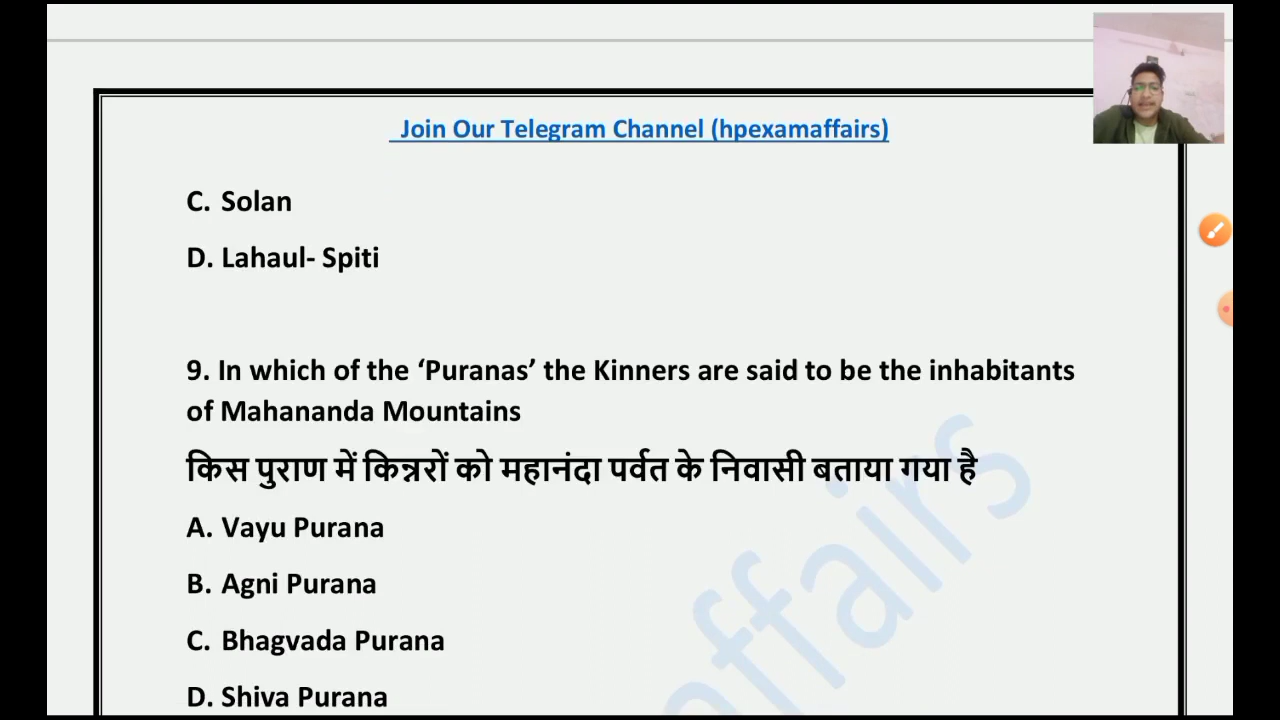 Join Our Telegram Channel (hpexamaffairs)
C. Solan
D. Lahaul- Spiti
9. In which of the ‘Puranas’ the Kinners are said to be the inhabitants
of Mahananda Mountains
किस पुराण में किन्नरों को महानंदा पर्वत के निवासी बताया गया है
A. Vayu Purana
B. Agni Purana
C. Bhagvada Purana
D. Shiva Purana
affairs